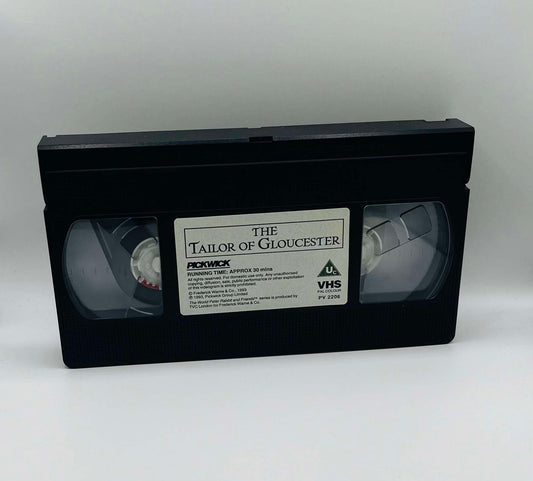 THE
TAILOR OF GLOUCESTER
PICKWICK
RUNNING TIME: APPROX 30 mins
All rights reserved. For domestic use only. Any unauthorised
copying, diffusion, sale, public performance or other exploitation
of this videogram is strictly prohibited.
© Frederick Warne & Co., 1993
℗ 1993, Pickwick Group Limited
The World Peter Rabbit and Friends™ series is produced by
TVC London for Frederick Warne & Co.
Uc
VHS
PAL COLOUR
PV 2206